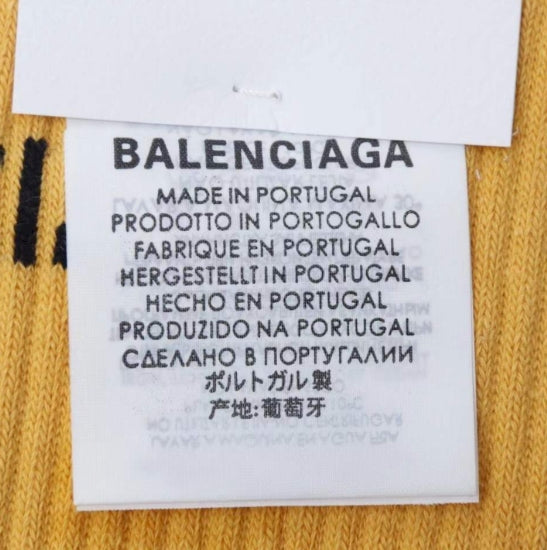 BALENCIAGA
MADE IN PORTUGAL
PRODOTTO IN PORTOGALLO
FABRIQUE EN PORTUGAL
HERGESTELLT IN PORTUGAL
HECHO EN PORTUGAL
PRODUZIDO NA PORTUGAL
СДЕЛАНО В ПОРТУГАЛИИ
ポルトガル製
产地:葡萄牙